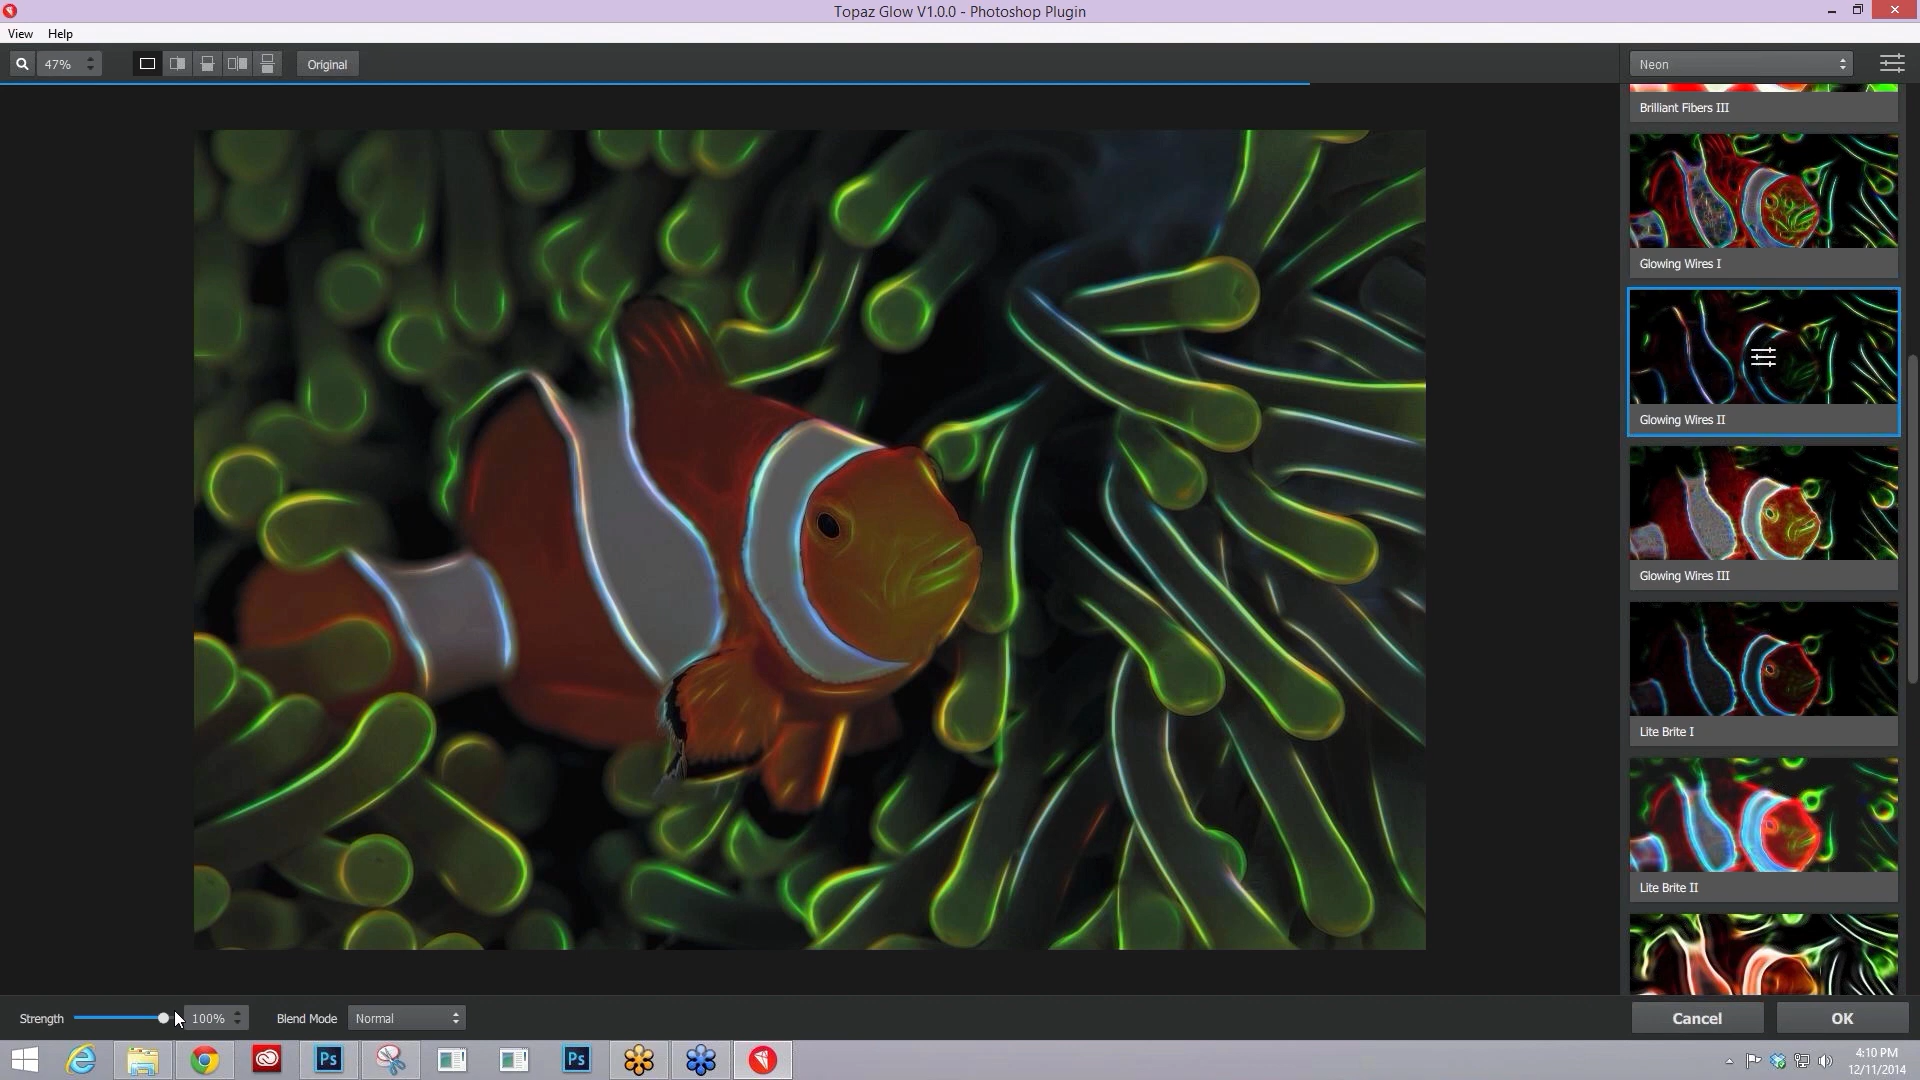 Topaz Glow V1.0.0 - Photoshop Plugin
View Help
47%
Original
Neon
Brilliant Fibers III
Glowing Wires I
Glowing Wires II
Glowing Wires III
Lite Brite I
Lite Brite II
Strength
100%
Blend Mode
Normal
Cancel
OK
Ps
Ps
4:10 PM
12/11/2014